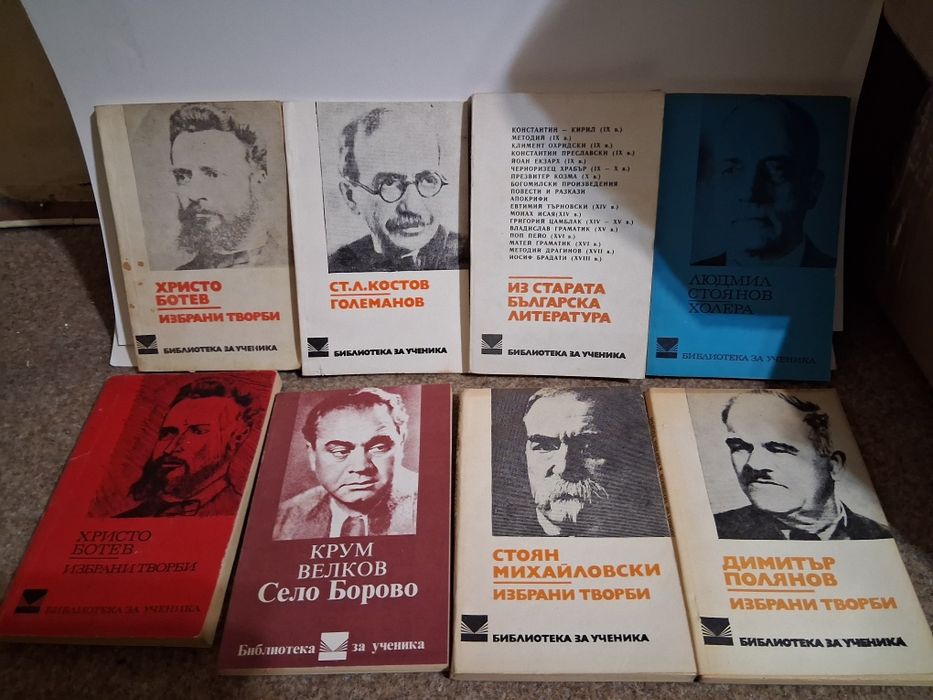 ХРИСТО
БОТЕВ
ИЗБРАНИ ТВОРБИ
БИБЛИОТЕКА ЗА УЧЕНИКА
СТ.Л.КОСТОВ
ГОЛЕМАНОВ
БИБЛИОТЕКА ЗА УЧЕНИКА
КОНСТАНТИН – КИРИЛ (IX в.)
МЕТОДИЙ (IX в.)
КЛИМЕНТ ОХРИДСКИ (IX в.)
КОНСТАНТИН ПРЕСЛАВСКИ (IX в.)
ЙОАН ЕКЗАРХ (IX в.)
ЧЕРНОРИЗЕЦ ХРАБЪР (IX – X в.)
ПРЕЗВИТЕР КОЗМА (X в.)
БОГОМИЛСКИ ПРОИЗВЕДЕНИЯ
ПОВЕСТИ И РАЗКАЗИ
АПОКРИФИ
ЕВТИМИЙ ТЪРНОВСКИ (XIV в.)
МОНАХ ИСАЯ(XIV в.)
ГРИГОРИЙ ЦАМБЛАК (XIV – XV в.)
ВЛАДИСЛАВ ГРАМАТИК (XV в.)
ПОП ПЕЙО (XVI в.)
МАТЕЙ ГРАМАТИК (XVI в.)
МЕТОДИЙ ДРАГИНОВ (XVII в.)
ИОСИФ БРАДАТИ (XVIII в.)
ИЗ СТАРАТА
БЪЛГАРСКА
ЛИТЕРАТУРА
БИБЛИОТЕКА ЗА УЧЕНИКА
ЛЮДМИЛ
СТОЯНОВ
ХОЛЕРА
БИБЛИОТЕКА ЗА УЧЕНИКА
ХРИСТО
БОТЕВ
ИЗБРАНИ ТВОРБИ
БИБЛИОТЕКА ЗА УЧЕНИКА
КРУМ
ВЕЛКОВ
Село Борово
Библиотека за ученика
СТОЯН
МИХАЙЛОВСКИ
ИЗБРАНИ ТВОРБИ
БИБЛИОТЕКА ЗА УЧЕНИКА
ДИМИТЪР
ПОЛЯНОВ
ИЗБРАНИ ТВОРБИ
БИБЛИОТЕКА ЗА УЧЕНИКА